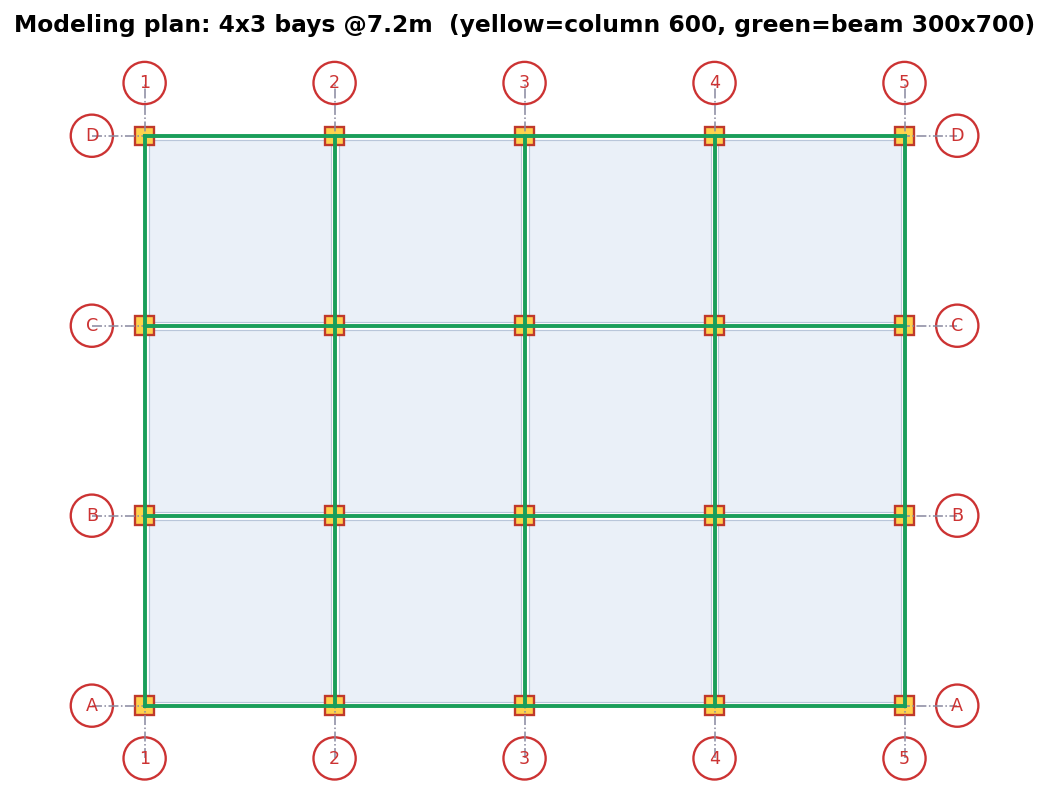 Modeling plan: 4x3 bays @7.2m (yellow=column 600, green=beam 300x700)
1 2 3 4 5
D D
C C
B B
A A
1 2 3 4 5